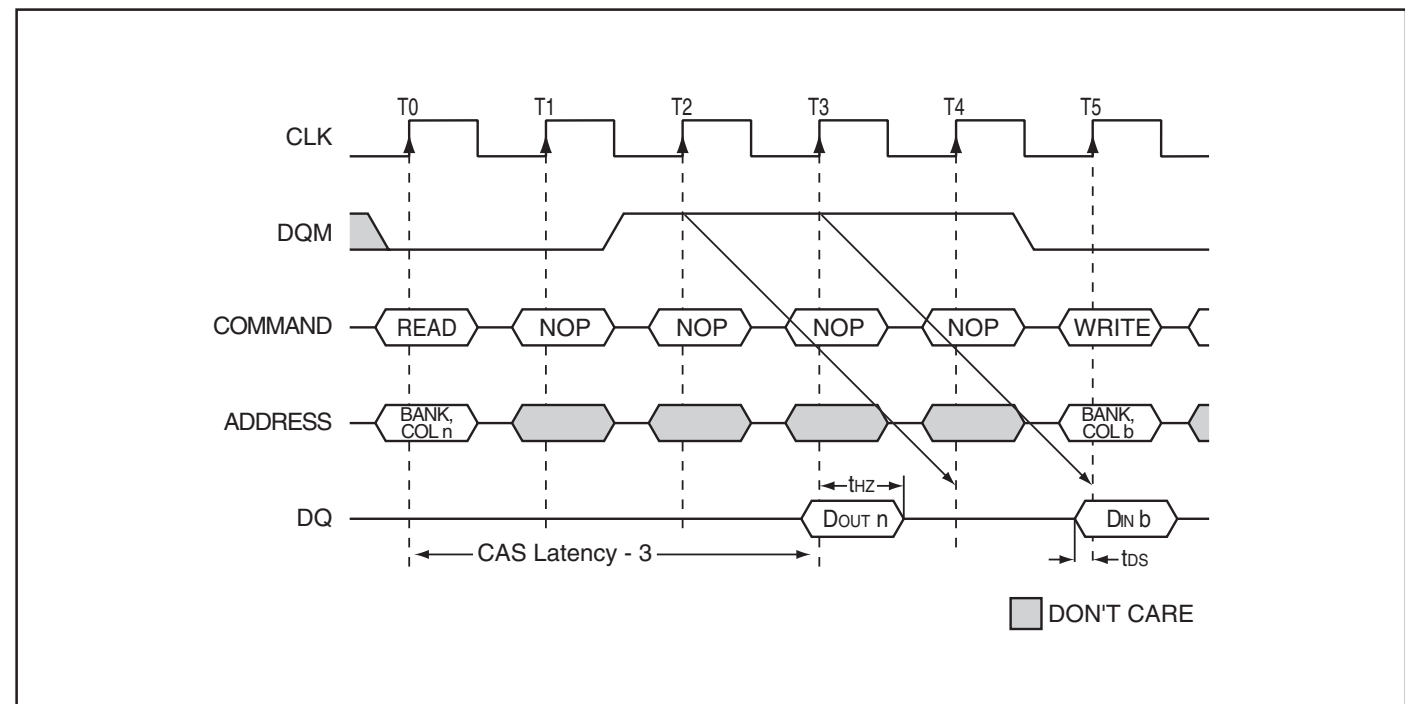 T0 T1 T2 T3 T4 T5
CLK
DQM
COMMAND READ NOP NOP NOP NOP WRITE
ADDRESS BANK, COL n BANK, COL b
tHZ
DQ DOUT n DIN b
CAS Latency - 3 tDS
DON'T CARE